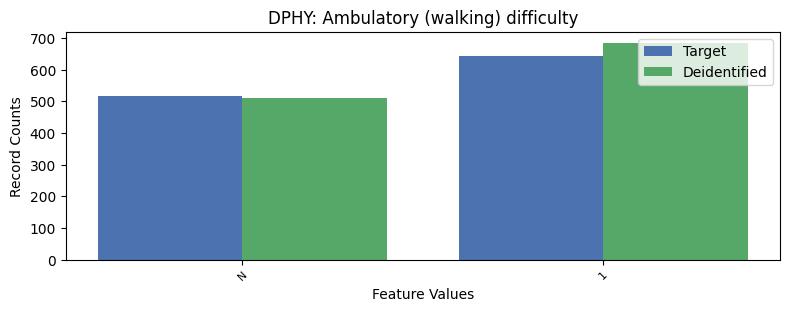 DPHY: Ambulatory (walking) difficulty
Target
Deidentified
700
600
500
400
300
200
100
0
Record Counts
N
1
Feature Values